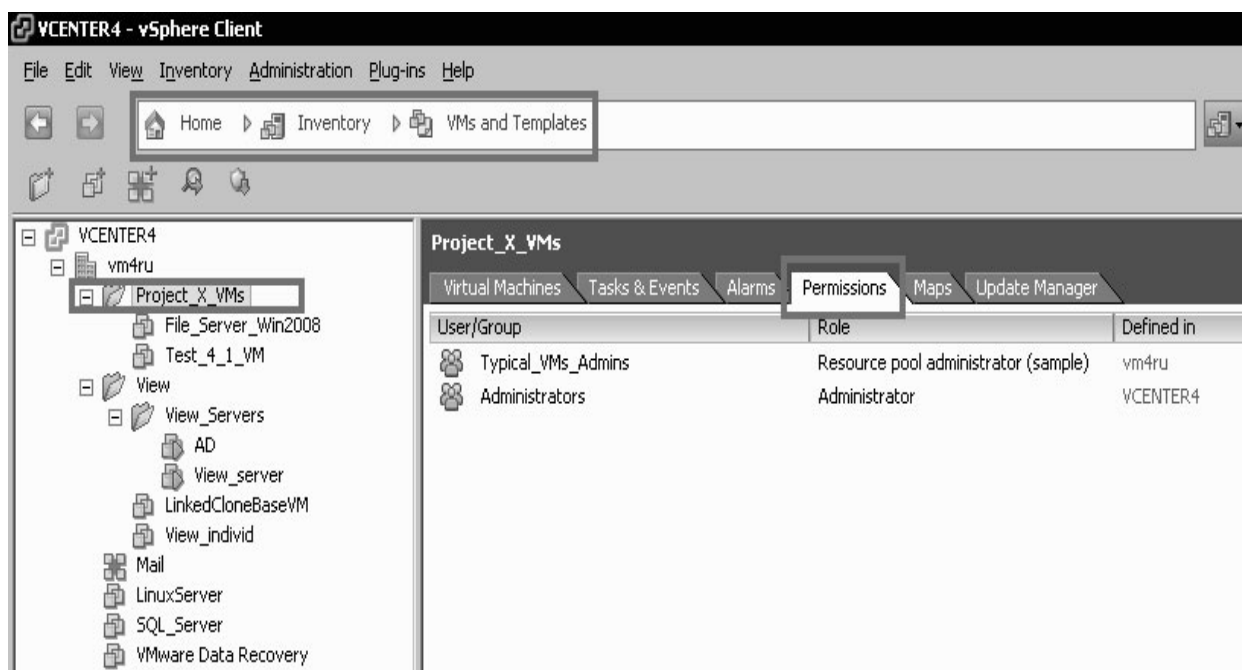 VCENTER4 - vSphere Client
File Edit View Inventory Administration Plug-ins Help
Home Inventory VMs and Templates
VCENTER4
vm4ru
Project_X_VMs
File_Server_Win2008
Test_4_1_VM
View
View_Servers
AD
View_server
LinkedCloneBaseVM
View_individ
Mail
LinuxServer
SQL_Server
VMware Data Recovery
Project_X_VMs
Virtual Machines Tasks & Events Alarms Permissions Maps Update Manager
User/Group Role Defined in
Typical_VMs_Admins Resource pool administrator (sample) vm4ru
Administrators Administrator VCENTER4